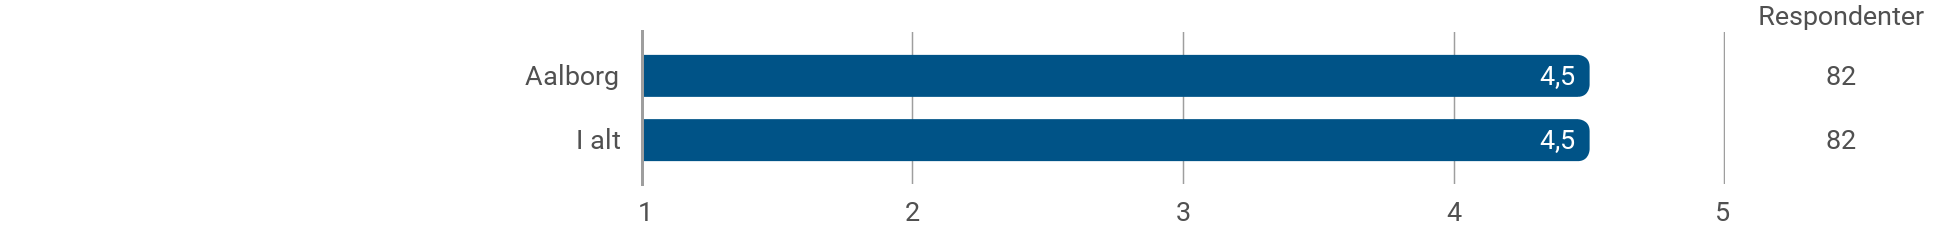 Respondenter
Aalborg 4,5 82
I alt 4,5 82
1 2 3 4 5